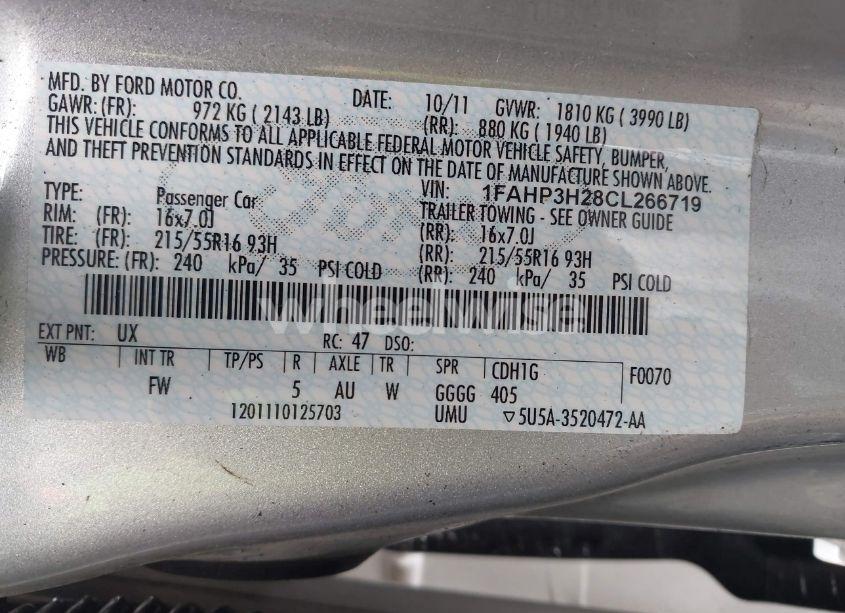 MFD. BY FORD MOTOR CO.
DATE: 10/11 GVWR: 1810 KG ( 3990 LB)
GAWR: (FR): 972 KG ( 2143 LB) (RR): 880 KG ( 1940 LB)
THIS VEHICLE CONFORMS TO ALL APPLICABLE FEDERAL MOTOR VEHICLE SAFETY, BUMPER,
AND THEFT PREVENTION STANDARDS IN EFFECT ON THE DATE OF MANUFACTURE SHOWN ABOVE.
VIN: 1FAHP3H28CL266719
TYPE: Passenger Car TRAILER TOWING - SEE OWNER GUIDE
RIM: (FR): 16x7.0J (RR): 16x7.0J
TIRE: (FR): 215/55R16 93H (RR): 215/55R16 93H
PRESSURE: (FR): 240 kPa/ 35 PSI COLD (RR): 240 kPa/ 35 PSI COLD
wheelwise
EXT PNT: UX RC: 47 DSO:
WB INT TR TP/PS R AXLE TR SPR CDH1G F0070
FW 5 AU W GGGG 405
1201110125703 UMU ▽5U5A-3520472-AA